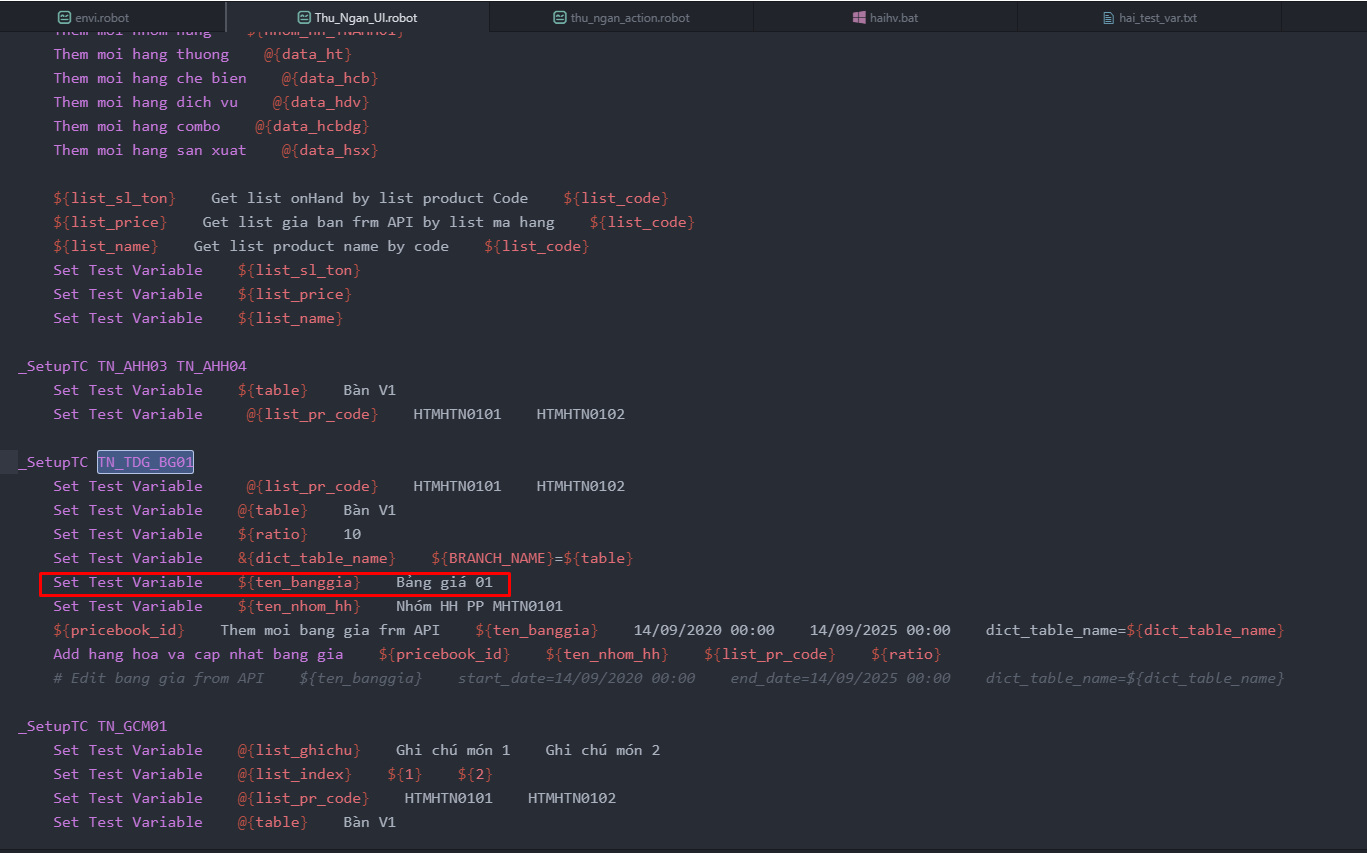 envi.robot Thu_Ngan_UI.robot thu_ngan_action.robot haihv.bat hai_test_var.txt
Them moi nhom hang ${nhom_hh_TNAHH01}
Them moi hang thuong @{data_ht}
Them moi hang che bien @{data_hcb}
Them moi hang dich vu @{data_hdv}
Them moi hang combo @{data_hcbdg}
Them moi hang san xuat @{data_hsx}
${list_sl_ton} Get list onHand by list product Code ${list_code}
${list_price} Get list gia ban frm API by list ma hang ${list_code}
${list_name} Get list product name by code ${list_code}
Set Test Variable ${list_sl_ton}
Set Test Variable ${list_price}
Set Test Variable ${list_name}
_SetupTC TN_AHH03 TN_AHH04
Set Test Variable ${table} Bàn V1
Set Test Variable @{list_pr_code} HTMHTN0101 HTMHTN0102
_SetupTC TN_TDG_BG01
Set Test Variable @{list_pr_code} HTMHTN0101 HTMHTN0102
Set Test Variable @{table} Bàn V1
Set Test Variable ${ratio} 10
Set Test Variable &{dict_table_name} ${BRANCH_NAME}=${table}
Set Test Variable ${ten_banggia} Bảng giá 01
Set Test Variable ${ten_nhom_hh} Nhóm HH PP MHTN0101
${pricebook_id} Them moi bang gia frm API ${ten_banggia} 14/09/2020 00:00 14/09/2025 00:00 dict_table_name=${dict_table_name}
Add hang hoa va cap nhat bang gia ${pricebook_id} ${ten_nhom_hh} ${list_pr_code} ${ratio}
# Edit bang gia from API ${ten_banggia} start_date=14/09/2020 00:00 end_date=14/09/2025 00:00 dict_table_name=${dict_table_name}
_SetupTC TN_GCM01
Set Test Variable @{list_ghichu} Ghi chú món 1 Ghi chú món 2
Set Test Variable @{list_index} ${1} ${2}
Set Test Variable @{list_pr_code} HTMHTN0101 HTMHTN0102
Set Test Variable @{table} Bàn V1